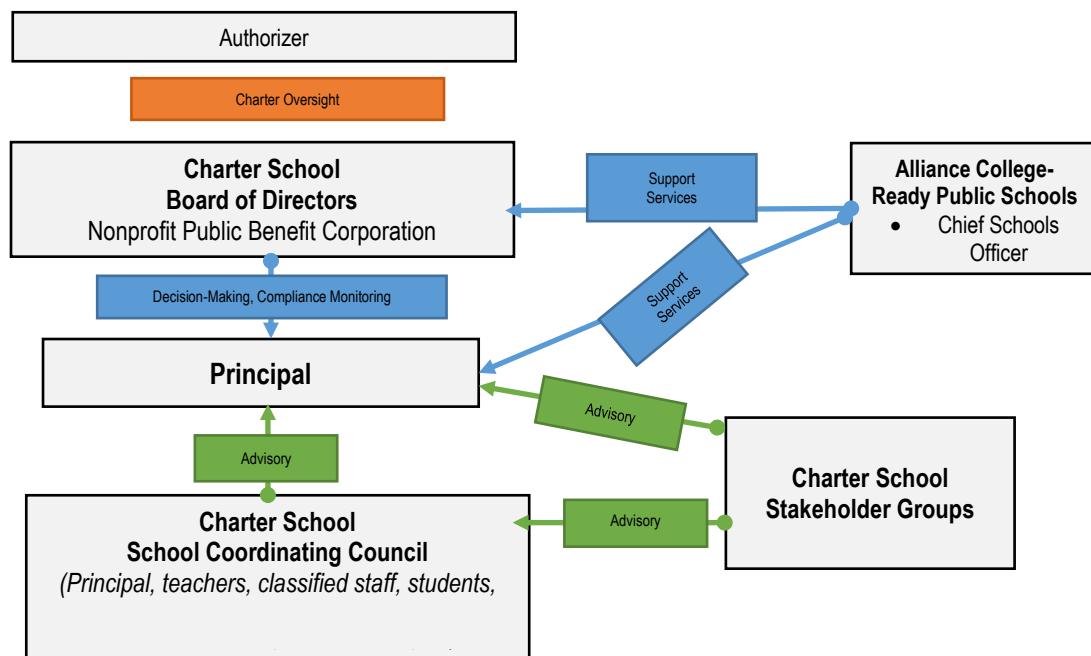 Authorizer
Charter Oversight
Charter School
Board of Directors
Nonprofit Public Benefit Corporation
Support
Services
Alliance College-
Ready Public Schools
• Chief Schools
Officer
Decision-Making, Compliance Monitoring
Support
Services
Principal
Advisory
Advisory
Charter School
Stakeholder Groups
Charter School
School Coordinating Council
(Principal, teachers, classified staff, students,
Advisory